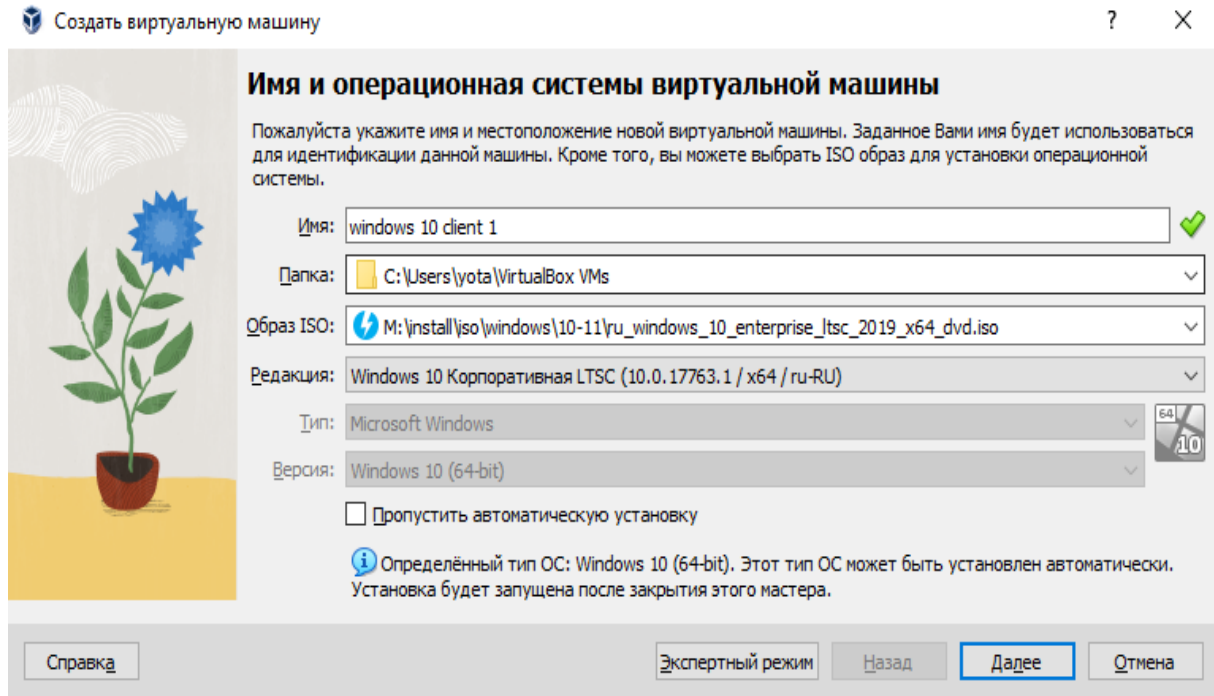 Создать виртуальную машину
? X
Имя и операционная системы виртуальной машины
Пожалуйста укажите имя и местоположение новой виртуальной машины. Заданное Вами имя будет использоваться
для идентификации данной машины. Кроме того, вы можете выбрать ISO образ для установки операционной
системы.
Имя: windows 10 client 1
Папка: C:\Users\yota\VirtualBox VMs
Образ ISO: M:\install\iso\windows\10-11\ru_windows_10_enterprise_ltsc_2019_x64_dvd.iso
Редакция: Windows 10 Корпоративная LTSC (10.0.17763.1 / x64 / ru-RU)
Тип: Microsoft Windows
64
10
Версия: Windows 10 (64-bit)
Пропустить автоматическую установку
Определённый тип ОС: Windows 10 (64-bit). Этот тип ОС может быть установлен автоматически.
Установка будет запущена после закрытия этого мастера.
Справка Экспертный режим Назад Далее Отмена